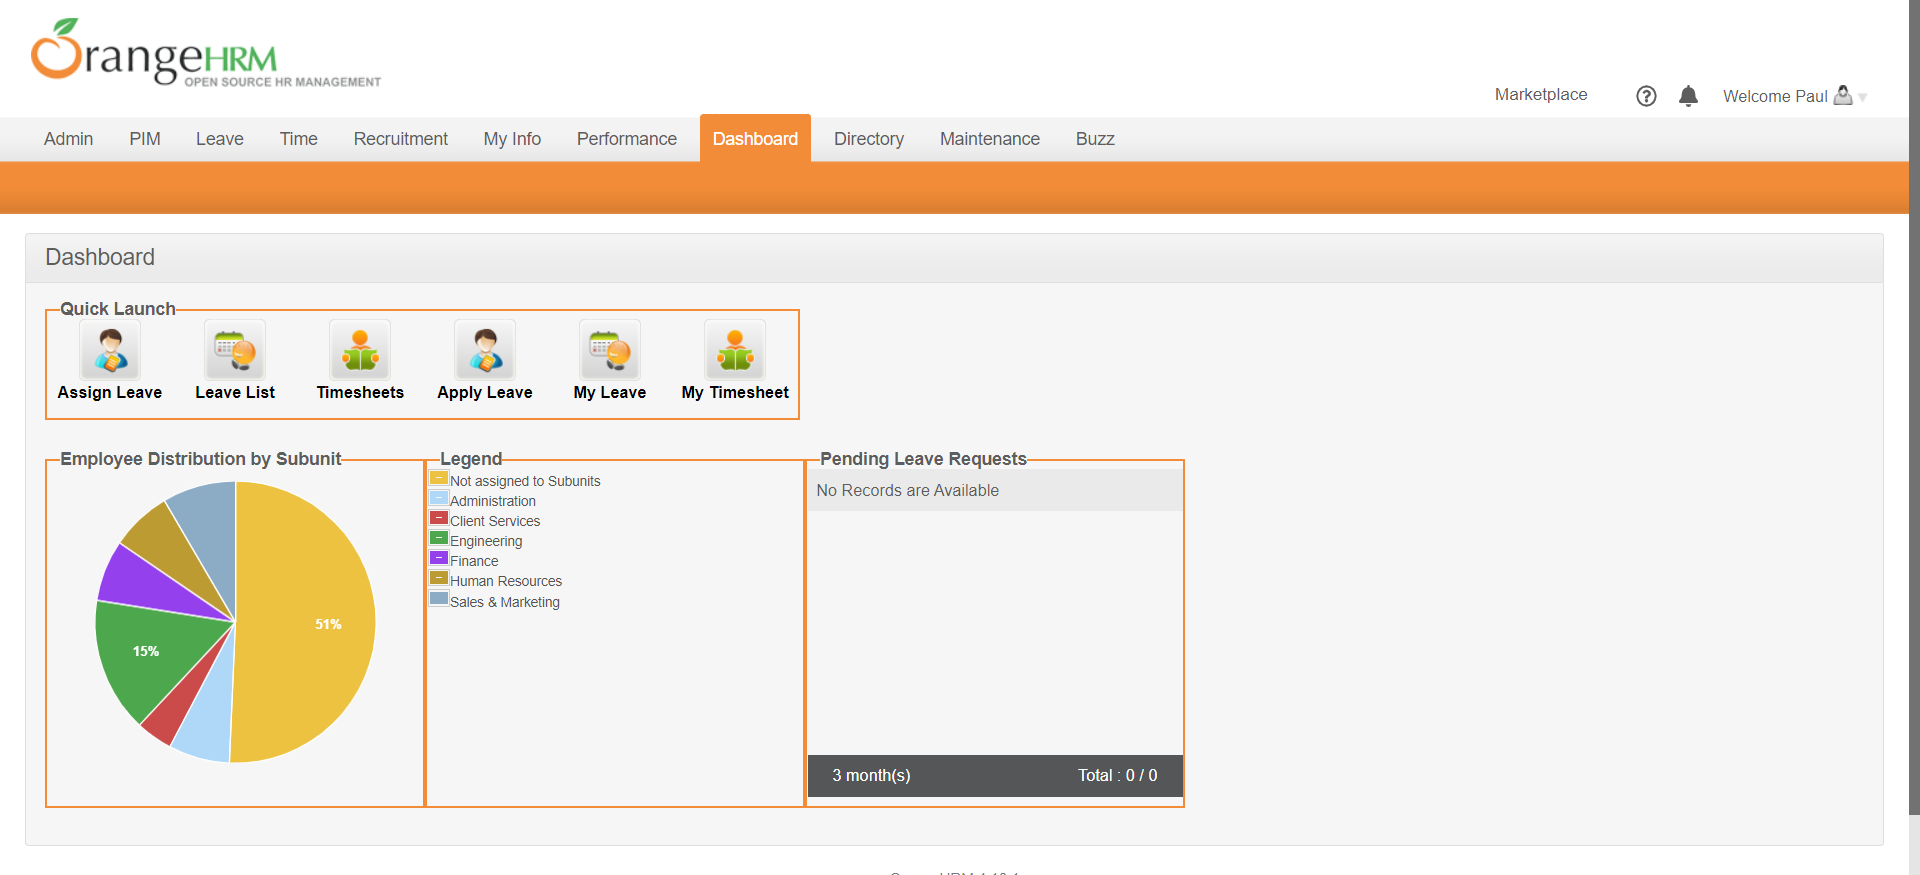 OrangeHRM
OPEN SOURCE HR MANAGEMENT
Marketplace
Welcome Paul
Admin PIM Leave Time Recruitment My Info Performance Dashboard Directory Maintenance Buzz
Dashboard
Quick Launch
Assign Leave Leave List Timesheets Apply Leave My Leave My Timesheet
Employee Distribution by Subunit
51%
15%
Legend
Not assigned to Subunits
Administration
Client Services
Engineering
Finance
Human Resources
Sales & Marketing
Pending Leave Requests
No Records are Available
3 month(s) Total : 0 / 0